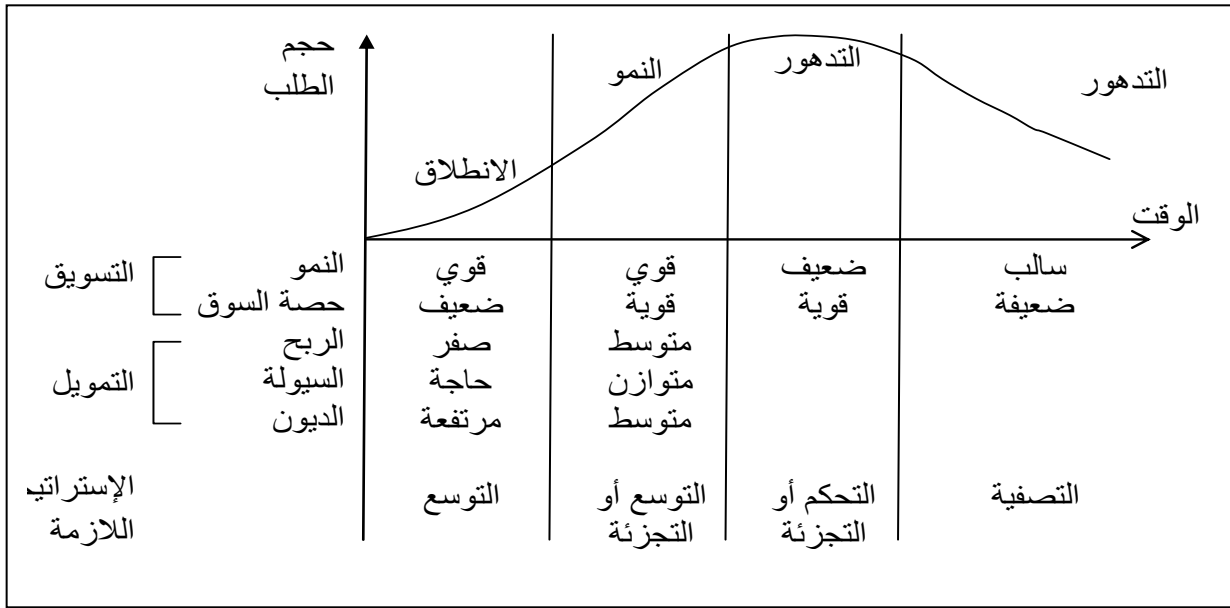 حجم
الطلب
الانطلاق
النمو
التدهور
التدهور
الوقت
التسويق
النمو قوي قوي ضعيف سالب
حصة السوق ضعيف قوية قوية ضعيفة
التمويل
الربح صفر متوسط
السيولة حاجة متوازن
الديون مرتفعة متوسط
الإستراتيج التوسع التوسع أو التحكم أو التصفية
اللازمة التجزئة التجزئة